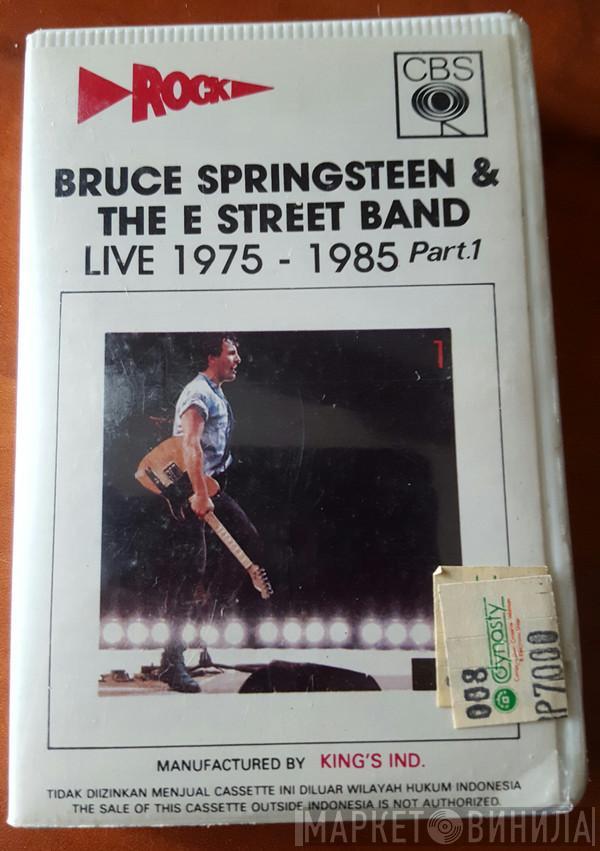 ROCK
CBS
BRUCE SPRINGSTEEN &
THE E STREET BAND
LIVE 1975 - 1985 Part.1
1
008
dynasty
RP7000
MANUFACTURED BY KING'S IND.
TIDAK DIIZINKAN MENJUAL CASSETTE INI DILUAR WILAYAH HUKUM INDONESIA
THE SALE OF THIS CASSETTE OUTSIDE INDONESIA IS NOT AUTHORIZED.
МАРКЕТ ВИНИЛА